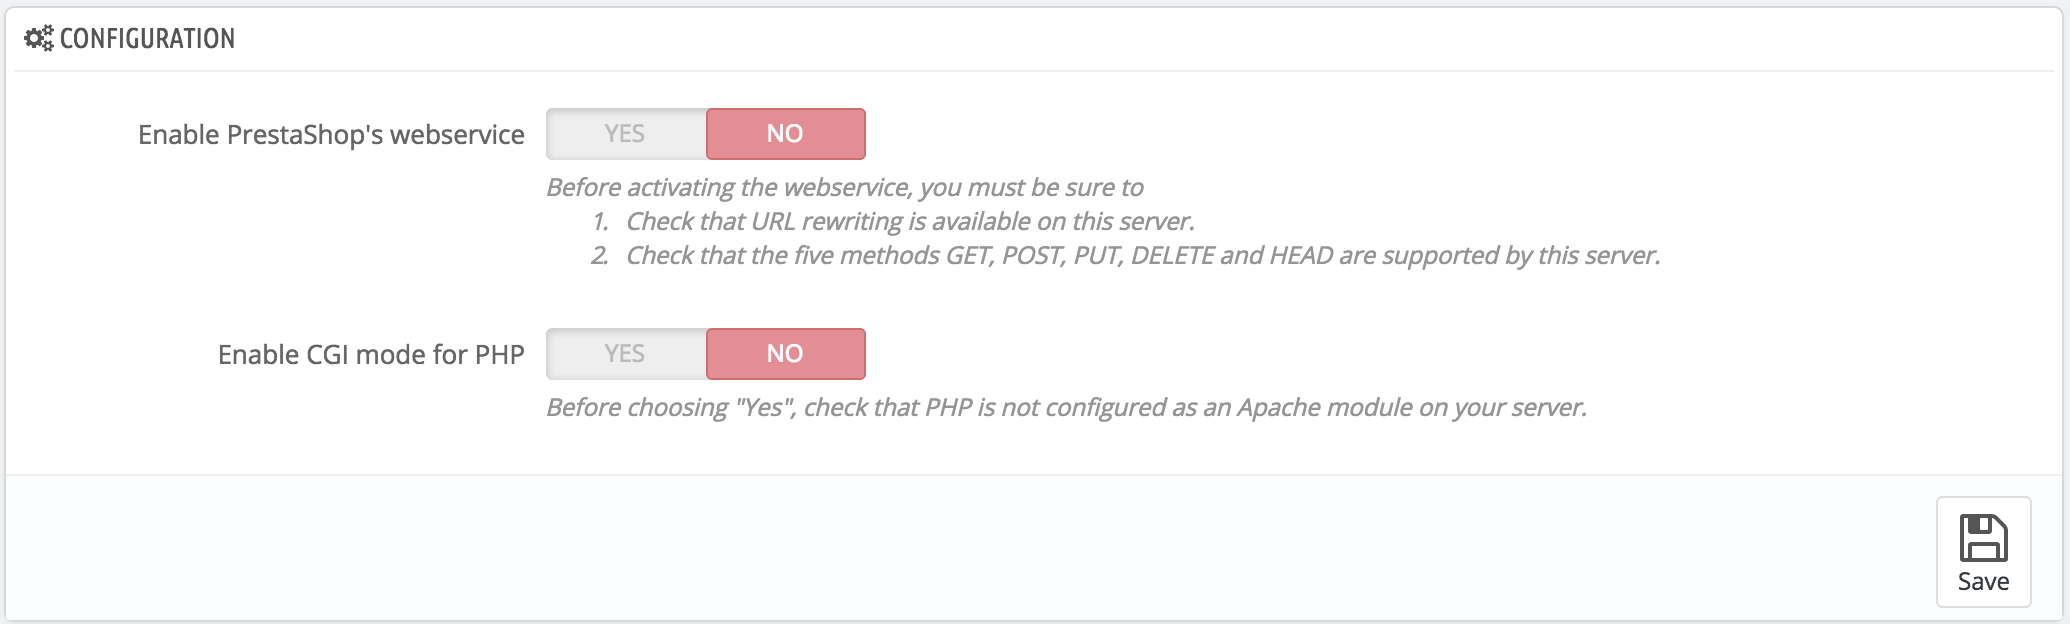 CONFIGURATION
Enable PrestaShop's webservice YES NO
Before activating the webservice, you must be sure to
1. Check that URL rewriting is available on this server.
2. Check that the five methods GET, POST, PUT, DELETE and HEAD are supported by this server.
Enable CGI mode for PHP YES NO
Before choosing "Yes", check that PHP is not configured as an Apache module on your server.
Save